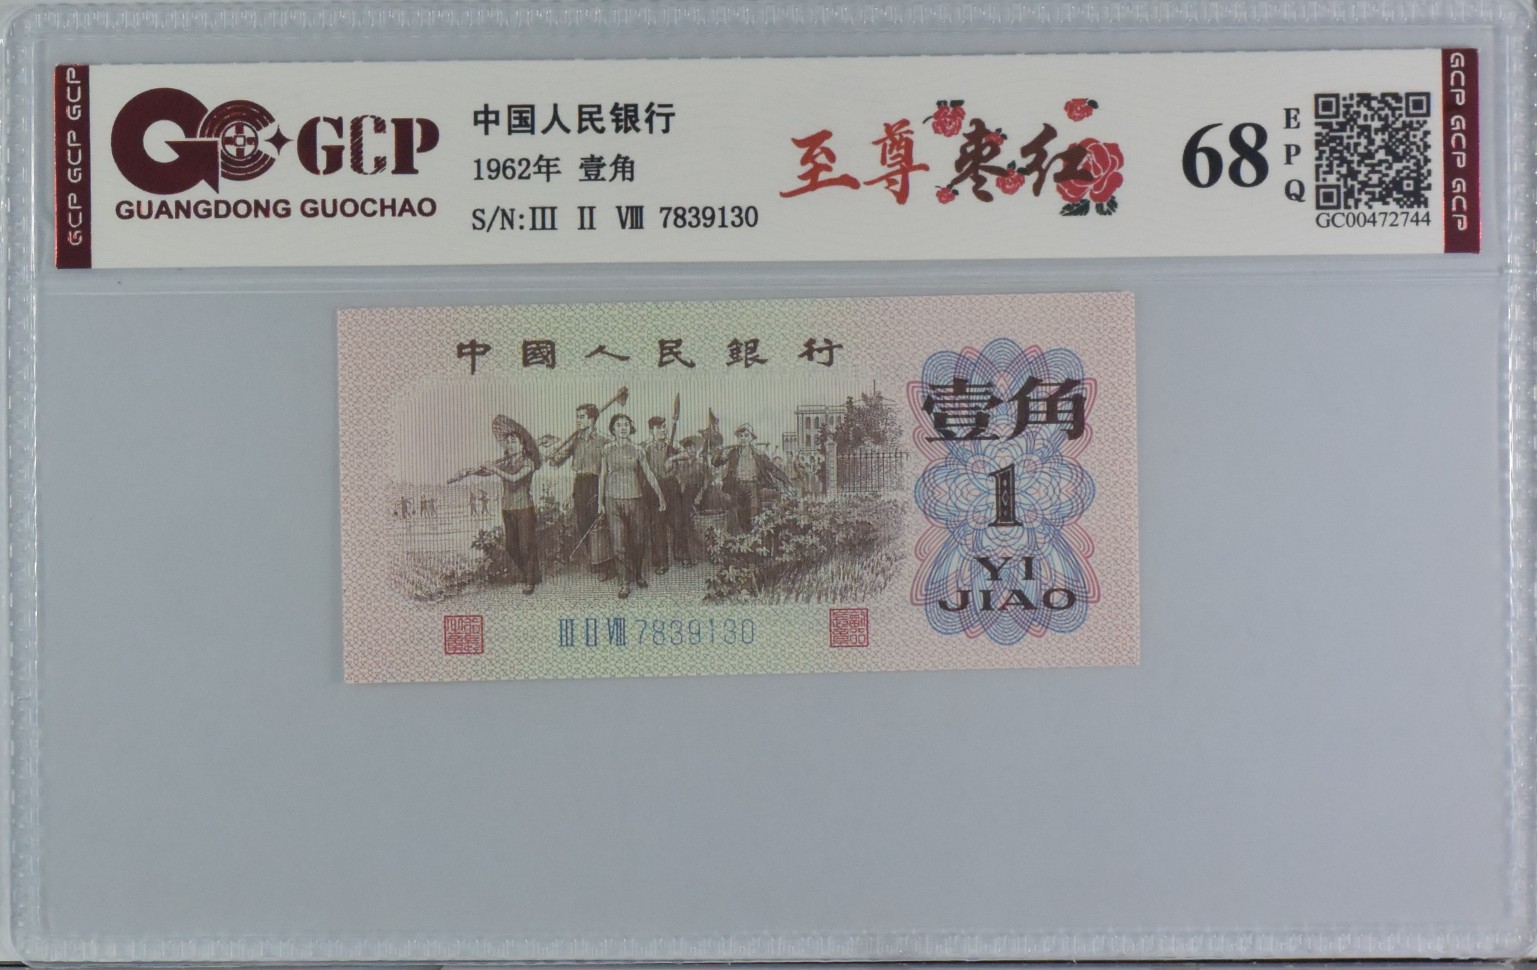 GCP GCP GCP
GCP
GUANGDONG GUOCHAO
中国人民银行
1962年 壹角
S/N:Ⅲ Ⅱ Ⅷ 7839130
至尊枣红
68
EPQ
GC00472744
GCP GCP GCP
中國人民銀行
壹角
1
YI
JIAO
Ⅲ Ⅱ Ⅷ 7839130